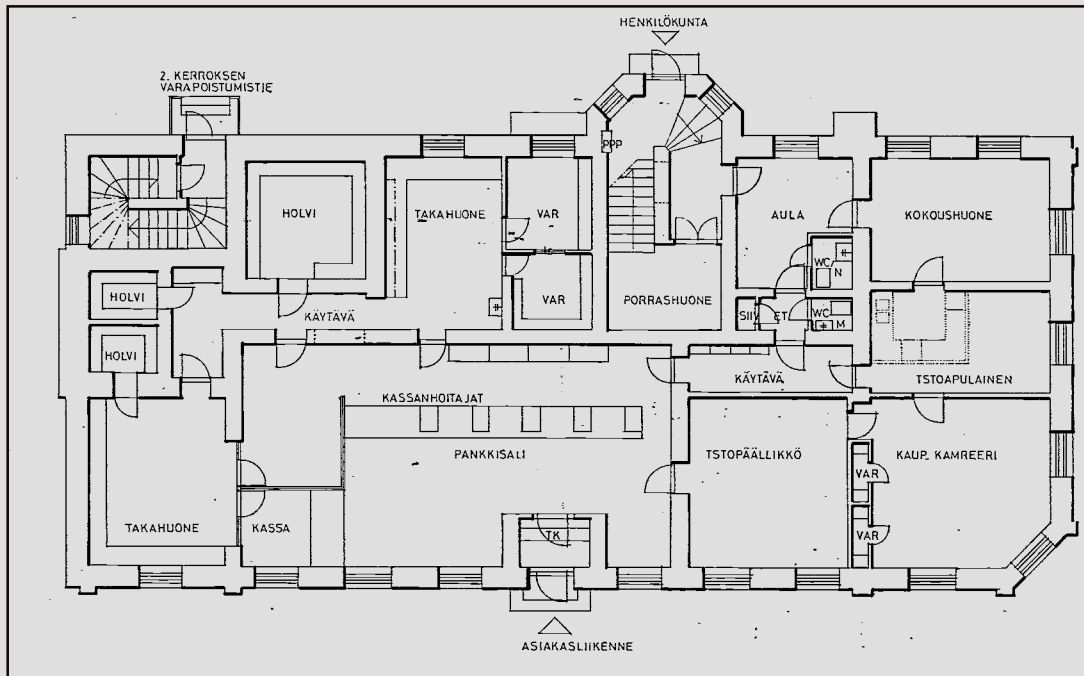 HENKILÖKUNTA
2. KERROKSEN
VARAPOISTUMISTIE
PPP
HOLVI
TAKAHUONE
VAR
AULA
KOKOUSHUONE
WC
N
HOLVI
KÄYTÄVÄ
VAR
PORRASHUONE
SIIV
ET
WC
M
HOLVI
KÄYTÄVÄ
TSTOAPULAINEN
KASSANHOITAJAT
PANKKISALI
TSTOPÄÄLLIKKÖ
KAUP. KAMREERI
VAR
TAKAHUONE
KASSA
TK
VAR
ASIAKASLIIKENNE